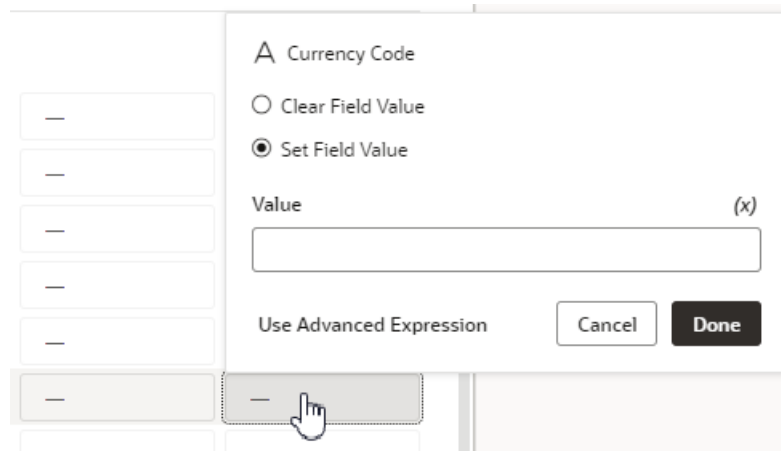 A Currency Code
Clear Field Value
Set Field Value
Value (x)
Use Advanced Expression Cancel Done
—
—
—
—
—
— —